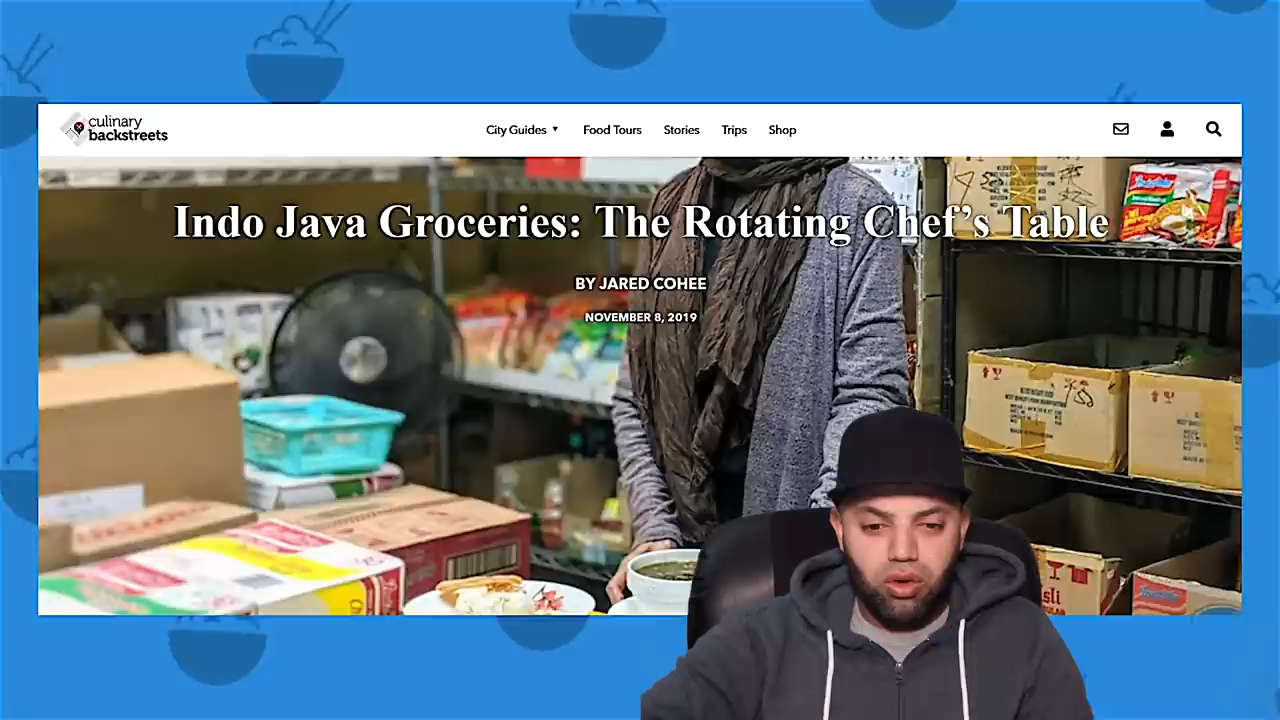 culinary
backstreets
City Guides ▼
Food Tours
Stories
Trips
Shop
Indo Java Groceries: The Rotating Chef's Table
BY JARED COHEE
NOVEMBER 8, 2019